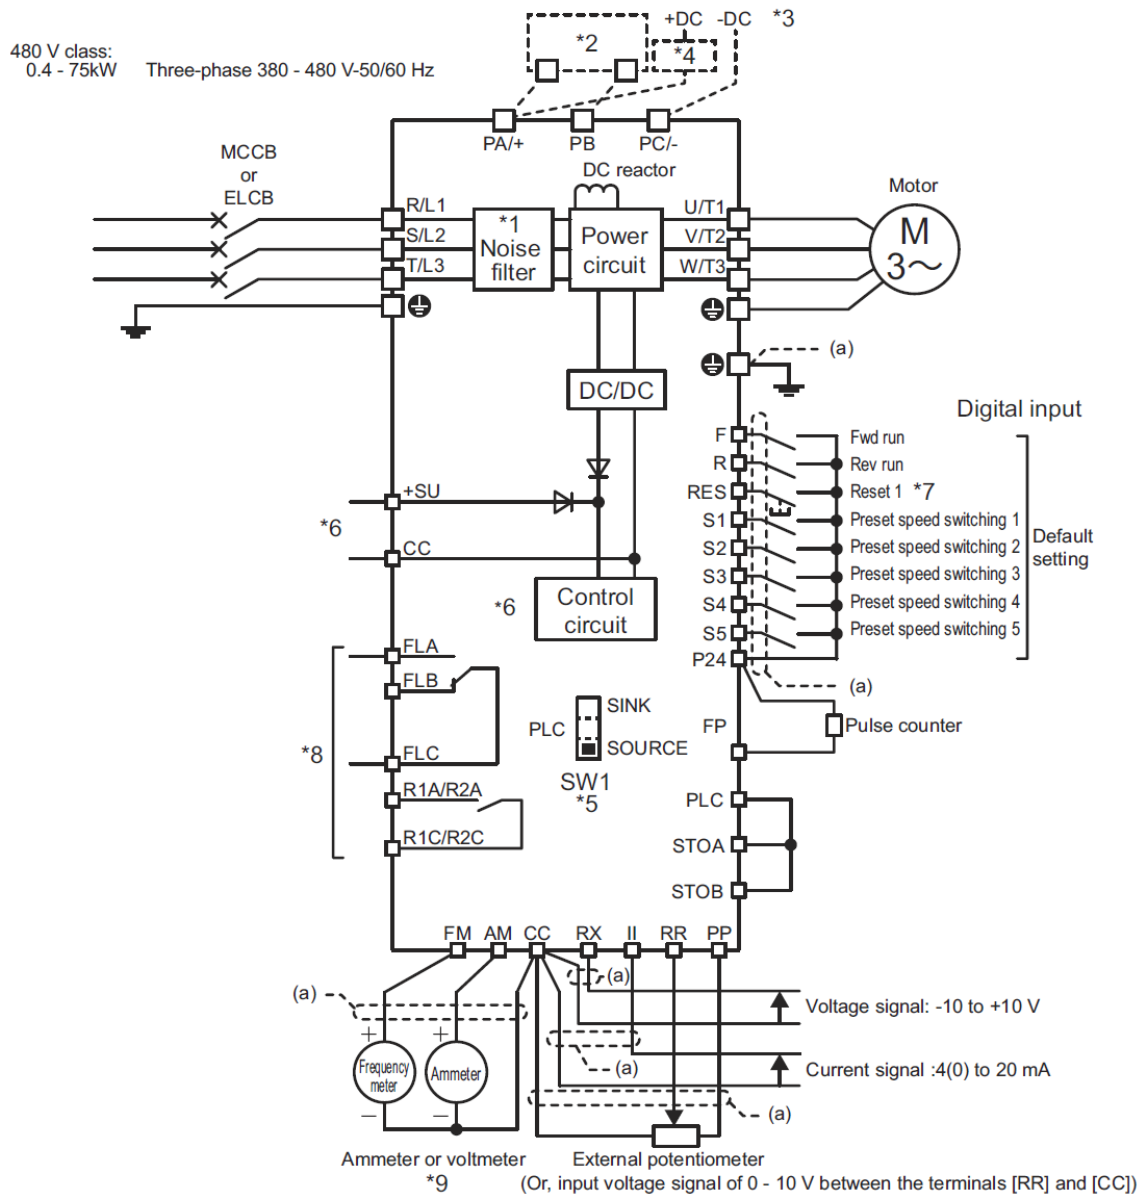 +DC -DC *3
*2
*4
480 V class:
0.4 - 75kW Three-phase 380 - 480 V-50/60 Hz
PA/+ PB PC/-
MCCB
or
ELCB
DC reactor
Motor
R/L1
S/L2
T/L3
*1
Noise
filter
Power
circuit
U/T1
V/T2
W/T3
M
3～
(a)
DC/DC
Digital input
F Fwd run
R Rev run
RES Reset 1 *7
S1 Preset speed switching 1
S2 Preset speed switching 2
S3 Preset speed switching 3
S4 Preset speed switching 4
S5 Preset speed switching 5
P24
Default
setting
(a)
+SU
*6
CC
*6
Control
circuit
FLA
FLB
FLC
*8
R1A/R2A
R1C/R2C
SINK
PLC
SOURCE
SW1
*5
FP
Pulse counter
PLC
STOA
STOB
FM AM CC RX II RR PP
(a)
(a)
Voltage signal: -10 to +10 V
+ +
Frequency
meter
Ammeter
− −
(a)
Current signal :4(0) to 20 mA
(a)
Ammeter or voltmeter
*9
External potentiometer
(Or, input voltage signal of 0 - 10 V between the terminals [RR] and [CC])